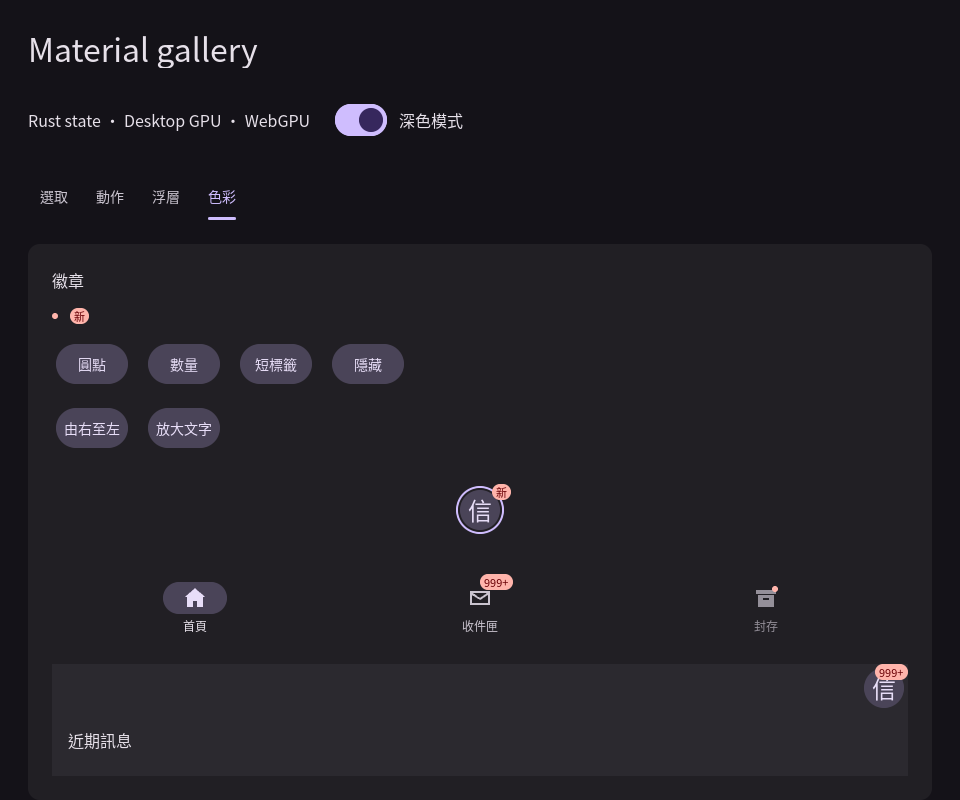 Material gallery
Rust state • Desktop GPU • WebGPU 深色模式
選取 動作 浮層 色彩
徽章
新
圓點 數量 短標籤 隱藏
由右至左 放大文字
新
信
999+
首頁 收件匣 封存
999+
信
近期訊息